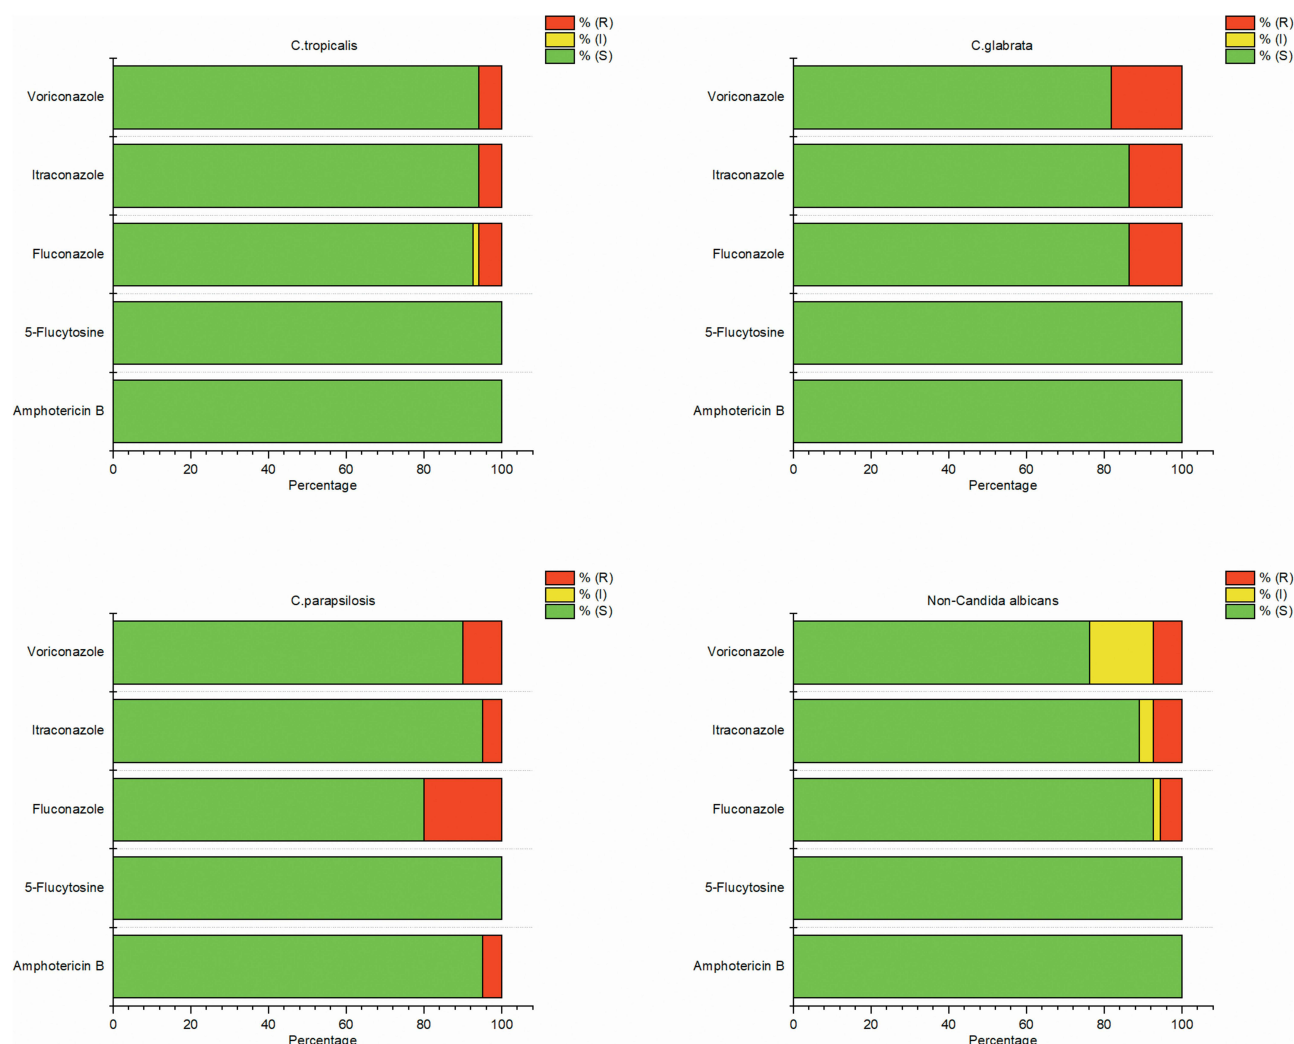 C.tropicalis
% (R)
% (I)
% (S)
Voriconazole
Itraconazole
Fluconazole
5-Flucytosine
Amphotericin B
0 20 40 60 80 100
Percentage
C.glabrata
% (R)
% (I)
% (S)
Voriconazole
Itraconazole
Fluconazole
5-Flucytosine
Amphotericin B
0 20 40 60 80 100
Percentage
C.parapsilosis
% (R)
% (I)
% (S)
Voriconazole
Itraconazole
Fluconazole
5-Flucytosine
Amphotericin B
0 20 40 60 80 100
Percentage
Non-Candida albicans
% (R)
% (I)
% (S)
Voriconazole
Itraconazole
Fluconazole
5-Flucytosine
Amphotericin B
0 20 40 60 80 100
Percentage